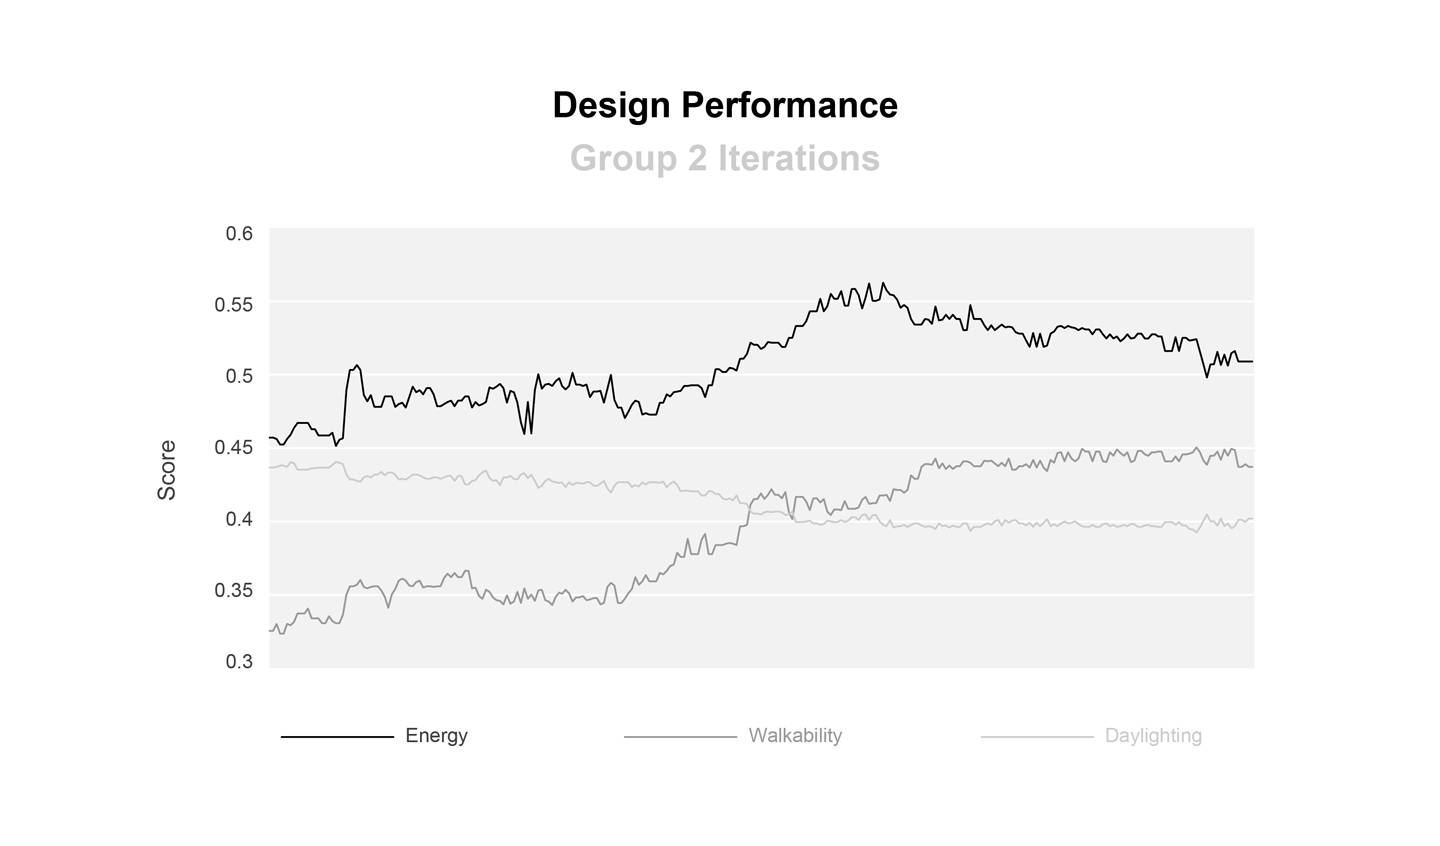 Design Performance
Group 2 Iterations
0.6
0.55
0.5
0.45
0.4
0.35
0.3
Score
Energy
Walkability
Daylighting